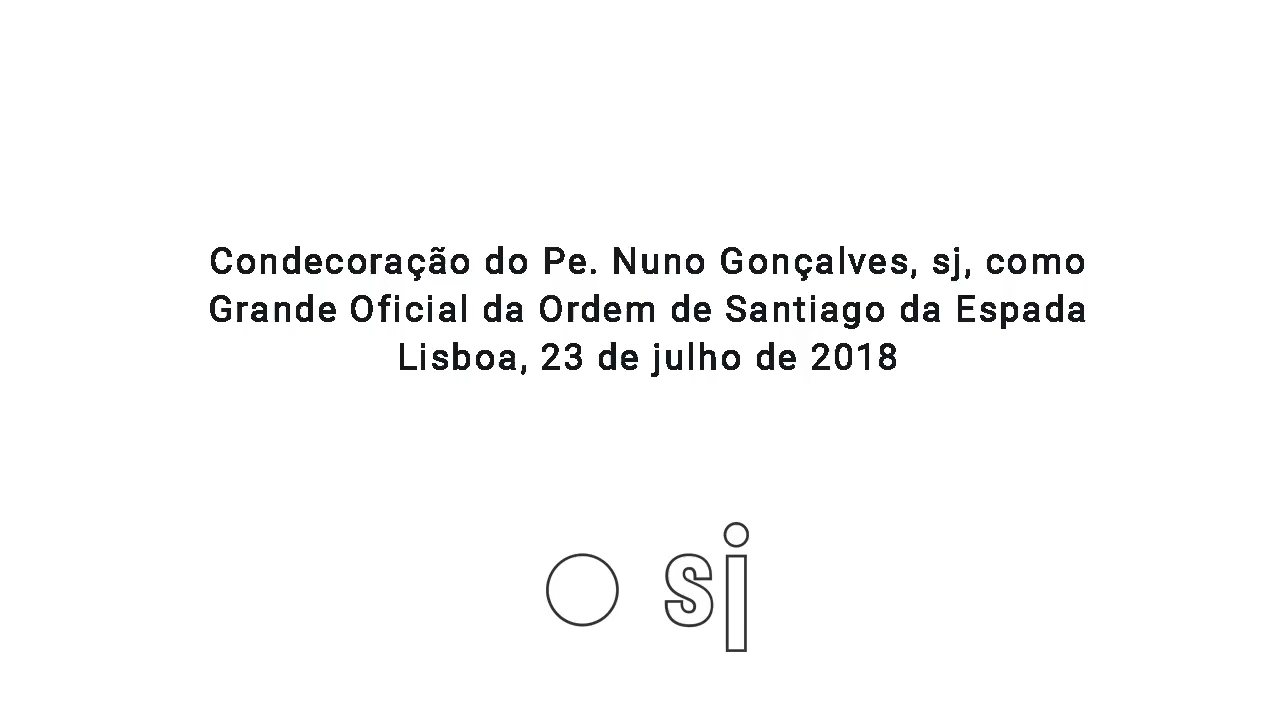 Condecoração do Pe. Nuno Gonçalves, sj, como
Grande Oficial da Ordem de Santiago da Espada
Lisboa, 23 de julho de 2018
sj